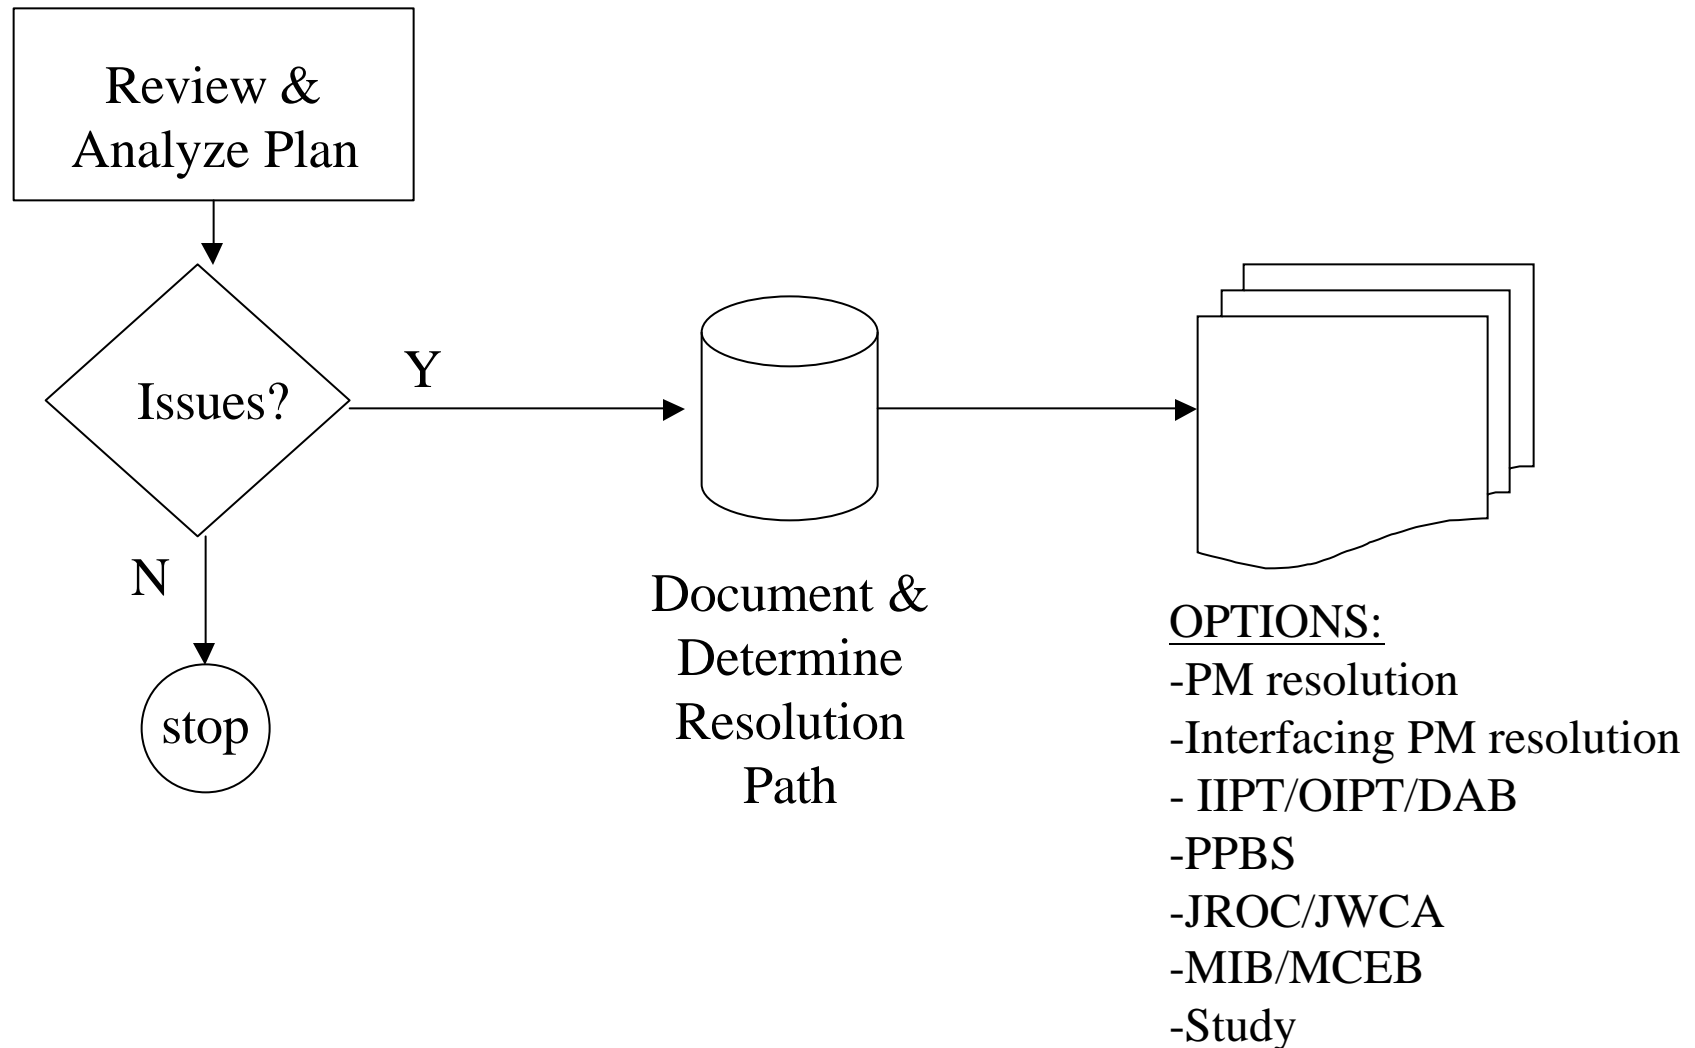 Review &
Analyze Plan
Issues?
Y
N
stop
Document &
Determine
Resolution
Path
OPTIONS:
-PM resolution
-Interfacing PM resolution
- IIPT/OIPT/DAB
-PPBS
-JROC/JWCA
-MIB/MCEB
-Study